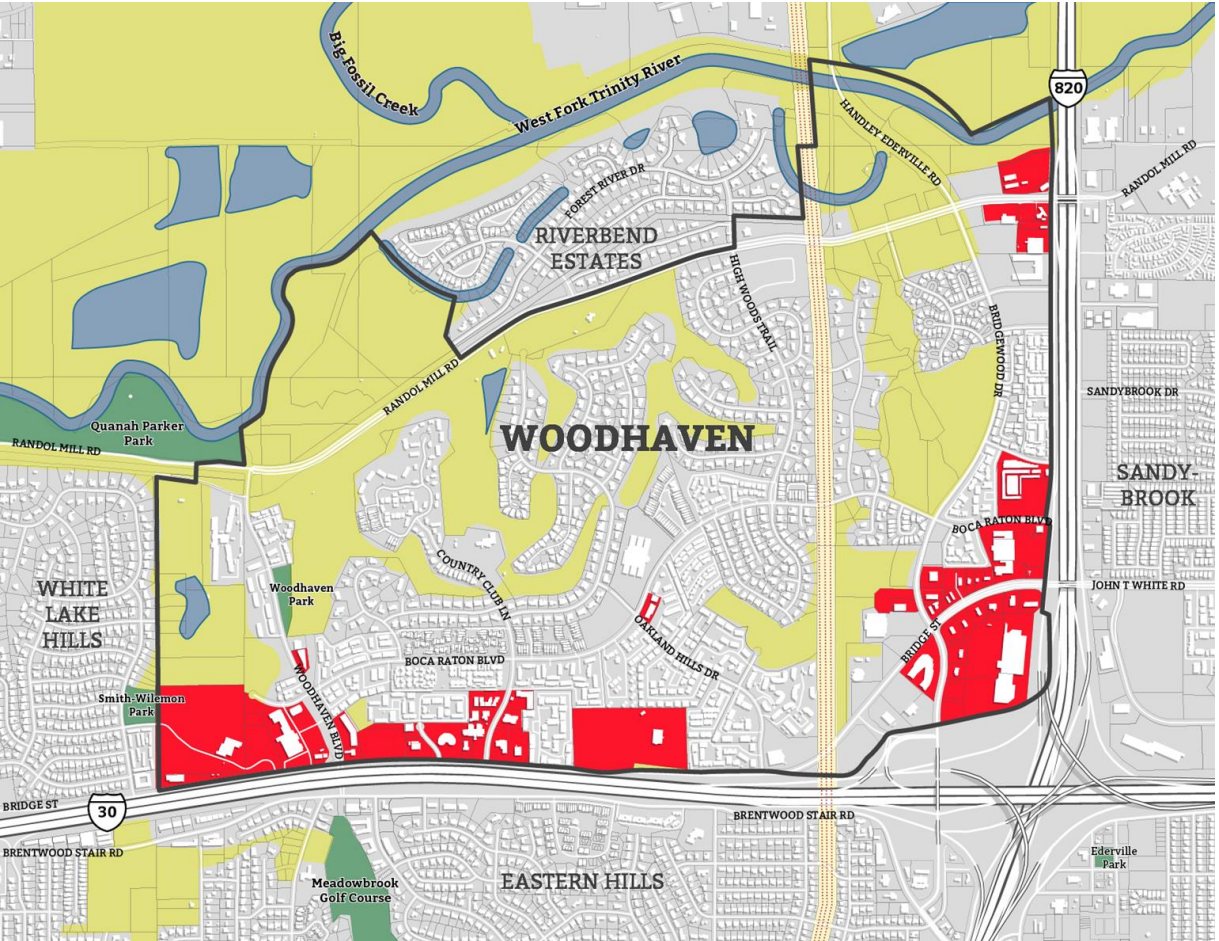 Big Fossil Creek
West Fork Trinity River
820
HANDLEY EDERVILLE RD
RANDOL MILL RD
FOREST RIVER DR
RIVERBEND
ESTATES
HIGH WOODS TRAIL
BRIDGEWOOD DR
RANDOL MILL RD
SANDYBROOK DR
Quanah Parker
Park
RANDOL MILL RD
WOODHAVEN
SANDY-
BROOK
BOCA RATON BLVD
WHITE
LAKE
HILLS
Woodhaven
Park
COUNTRY CLUB LN
JOHN T WHITE RD
OAKLAND HILLS DR
BRIDGE ST
BOCA RATON BLVD
WOODHAVEN BLVD
Smith-Wilemon
Park
BRIDGE ST
30
BRENTWOOD STAIR RD
BRENTWOOD STAIR RD
Ederville
Park
Meadowbrook
Golf Course
EASTERN HILLS